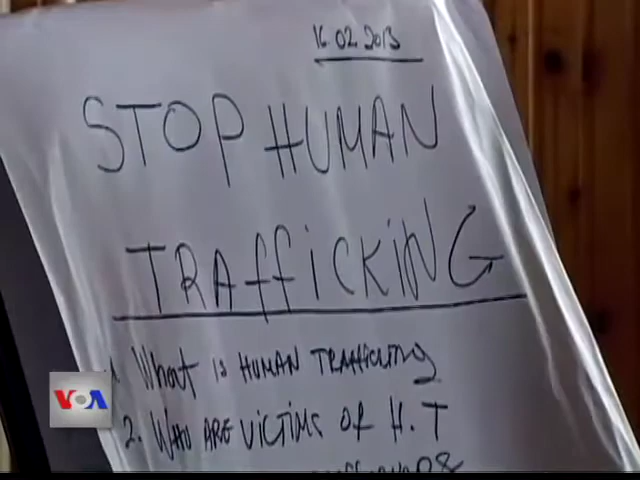 16.02.2013
STOP HUMAN
TRAffiCKiNG
1. What is HUMAN TRAFFICKING
2. WHO ARE ViCTiMS OF H.T
VOA